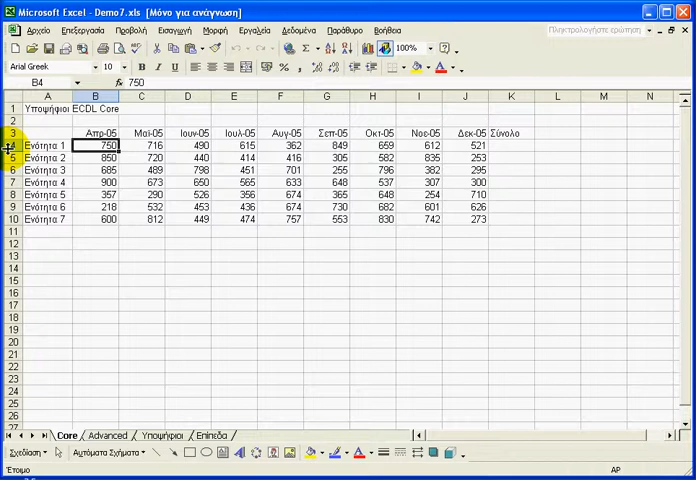 Microsoft Excel - Demo7.xls [Μόνο για ανάγνωση]
Αρχείο Επεξεργασία Προβολή Εισαγωγή Μορφή Εργαλεία Δεδομένα Παράθυρο Βοήθεια Πληκτρολογήστε ερώτηση
Σ 100%
Arial Greek 10 B I U %
B4 fx 750
A B C D E F G H I J K L M N
1 Υποψήφιοι ECDL Core
2
3 Απρ-05 Μαϊ-05 Ιουν-05 Ιουλ-05 Αυγ-05 Σεπ-05 Οκτ-05 Νοε-05 Δεκ-05 Σύνολο
4 Ενότητα 1 750 716 490 615 362 849 659 612 521
5 Ενότητα 2 850 720 440 414 416 305 582 835 253
6 Ενότητα 3 685 489 798 451 701 255 796 382 295
7 Ενότητα 4 900 673 650 565 633 648 537 307 300
8 Ενότητα 5 357 290 526 356 674 365 648 254 710
9 Ενότητα 6 218 532 453 436 674 730 682 601 626
10 Ενότητα 7 600 812 449 474 757 553 830 742 273
11
12
13
14
15
16
17
18
19
20
21
22
23
24
25
26
27
Core Advanced Υποψήφιοι Επίπεδα
Σχεδίαση Αυτόματα Σχήματα
Έτοιμο AP